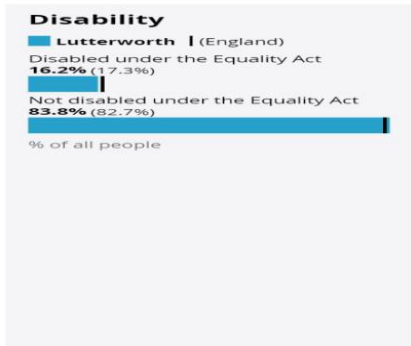 Disability
Lutterworth (England)
Disabled under the Equality Act
16.2% (17.3%)
Not disabled under the Equality Act
83.8% (82.7%)
% of all people